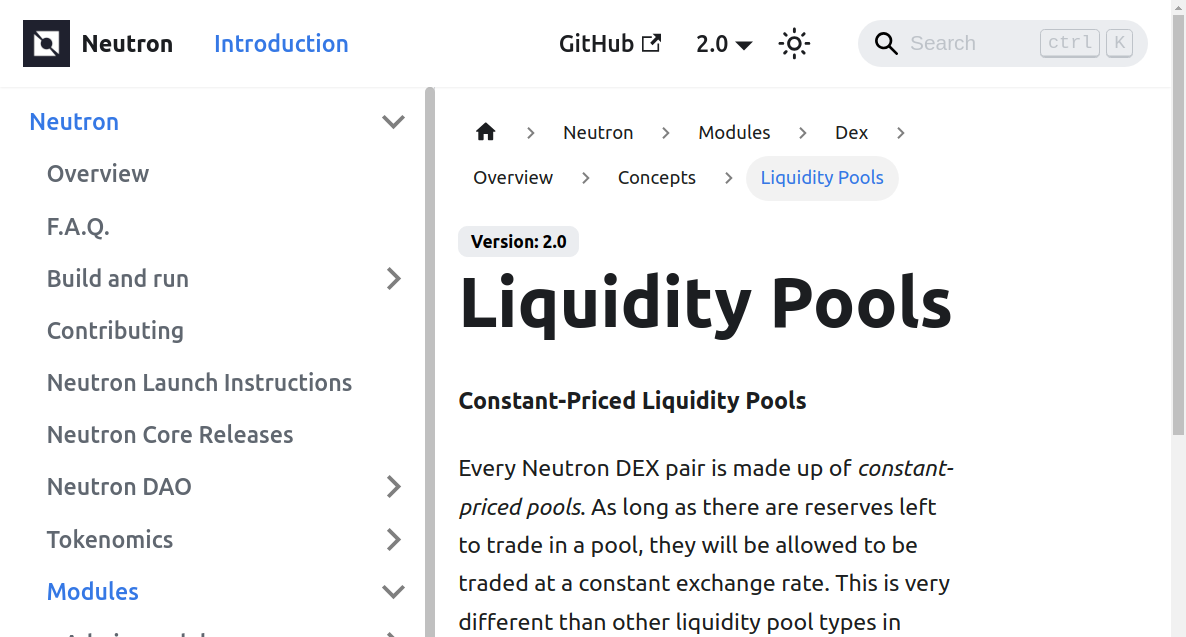 Neutron Introduction GitHub 2.0 Search ctrl K
Neutron
Overview
F.A.Q.
Build and run
Contributing
Neutron Launch Instructions
Neutron Core Releases
Neutron DAO
Tokenomics
Modules
Neutron Modules Dex
Overview Concepts Liquidity Pools
Version: 2.0
Liquidity Pools
Constant-Priced Liquidity Pools
Every Neutron DEX pair is made up of constant-
priced pools. As long as there are reserves left
to trade in a pool, they will be allowed to be
traded at a constant exchange rate. This is very
different than other liquidity pool types in